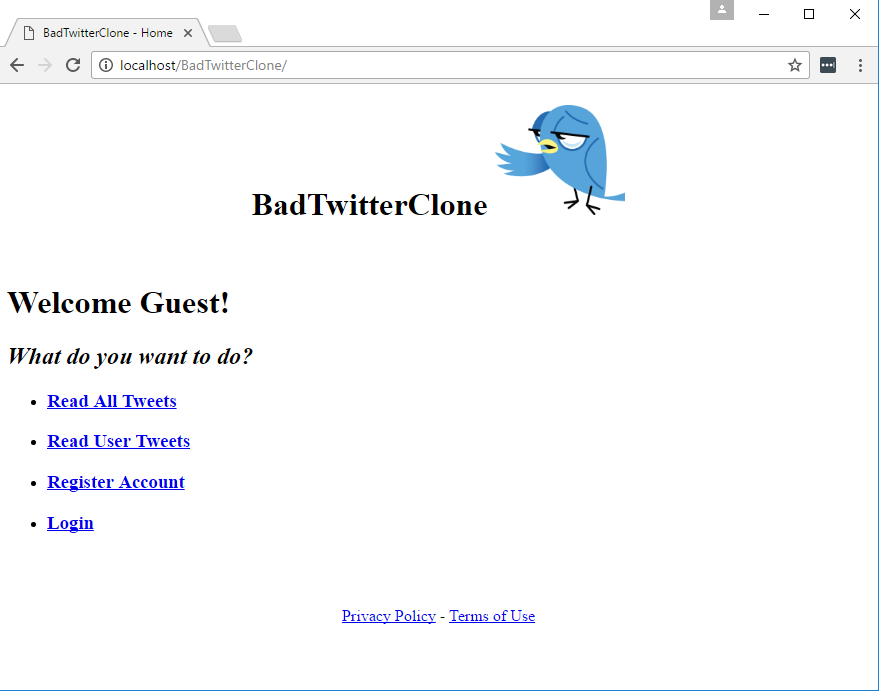 BadTwitterClone - Home
localhost/BadTwitterClone/
BadTwitterClone
Welcome Guest!
What do you want to do?
Read All Tweets
Read User Tweets
Register Account
Login
Privacy Policy - Terms of Use